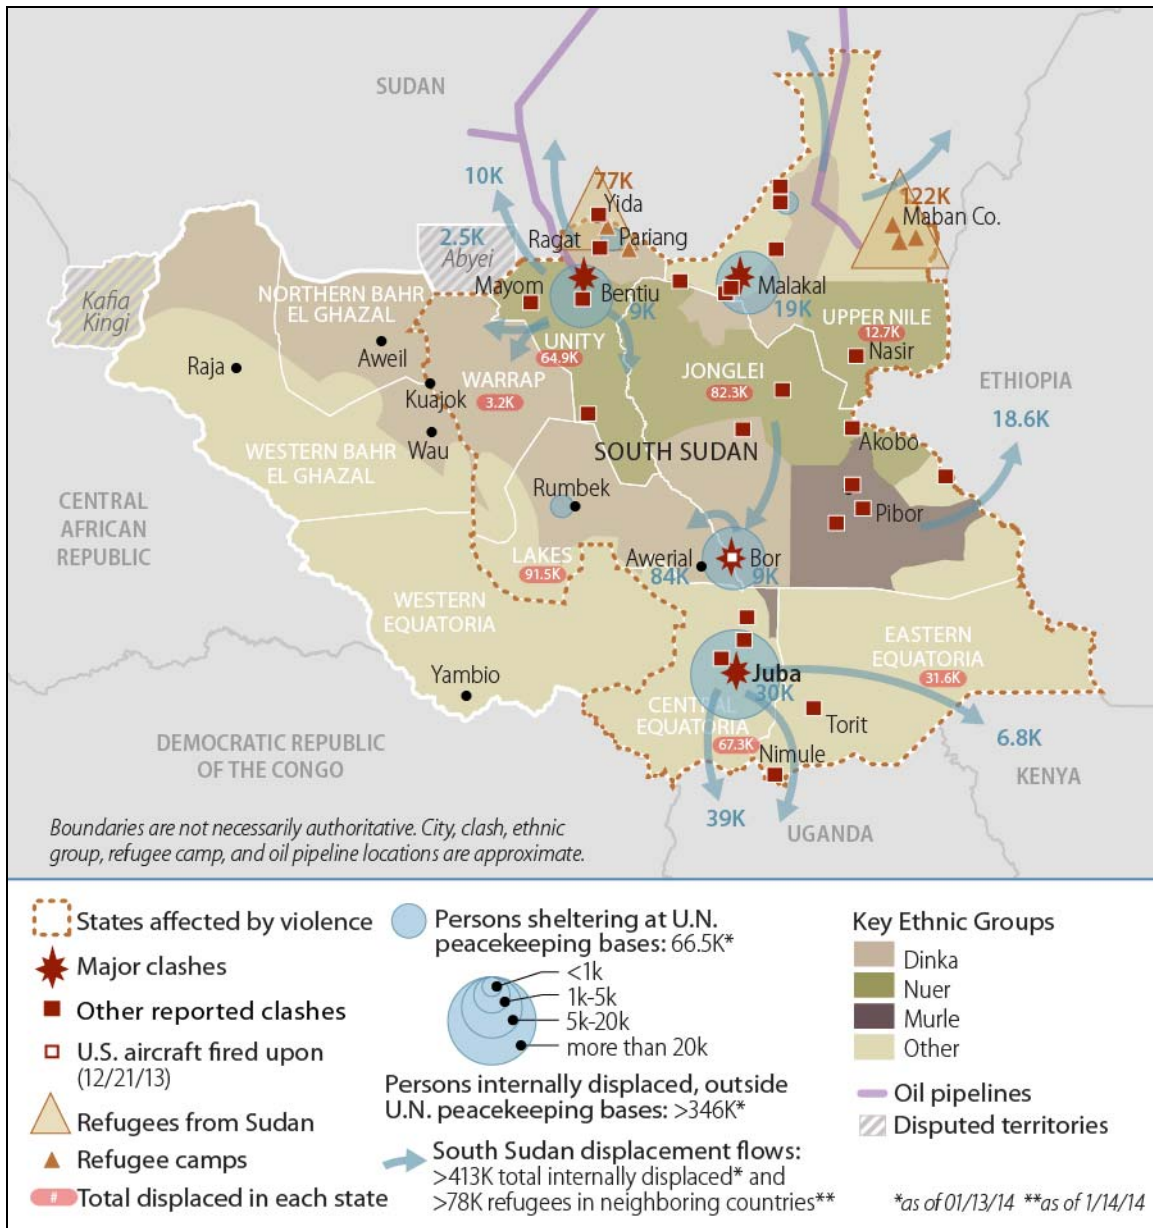 SUDAN
10K
77K
Yida
122K
Maban Co.
2.5K
Abyei
Ragat
Pariang
Kafia
Kingi
NORTHERN BAHR
EL GHAZAL
Mayom
Bentiu
9K
Malakal
19K
UPPER NILE
12.7K
Nasir
Raja
Aweil
UNITY
64.9K
WARRAP
3.2K
JONGLEI
82.3K
ETHIOPIA
18.6K
Kuajok
Wau
WESTERN BAHR
EL GHAZAL
SOUTH SUDAN
Akobo
CENTRAL
AFRICAN
REPUBLIC
Rumbek
Pibor
LAKES
91.5K
Awerial
84K
Bor
9K
WESTERN
EQUATORIA
EASTERN
EQUATORIA
31.6K
Yambio
Juba
30K
CENTRAL
EQUATORIA
67.3K
Torit
6.8K
DEMOCRATIC REPUBLIC
OF THE CONGO
Nimule
KENYA
39K
UGANDA
Boundaries are not necessarily authoritative. City, clash, ethnic
group, refugee camp, and oil pipeline locations are approximate.
States affected by violence
Major clashes
Other reported clashes
U.S. aircraft fired upon
(12/21/13)
Refugees from Sudan
Refugee camps
# Total displaced in each state
Persons sheltering at U.N.
peacekeeping bases: 66.5K*
<1k
1k-5k
5k-20k
more than 20k
Persons internally displaced, outside
U.N. peacekeeping bases: >346K*
South Sudan displacement flows:
>413K total internally displaced* and
>78K refugees in neighboring countries**
Key Ethnic Groups
Dinka
Nuer
Murle
Other
Oil pipelines
Disputed territories
*as of 01/13/14 **as of 1/14/14